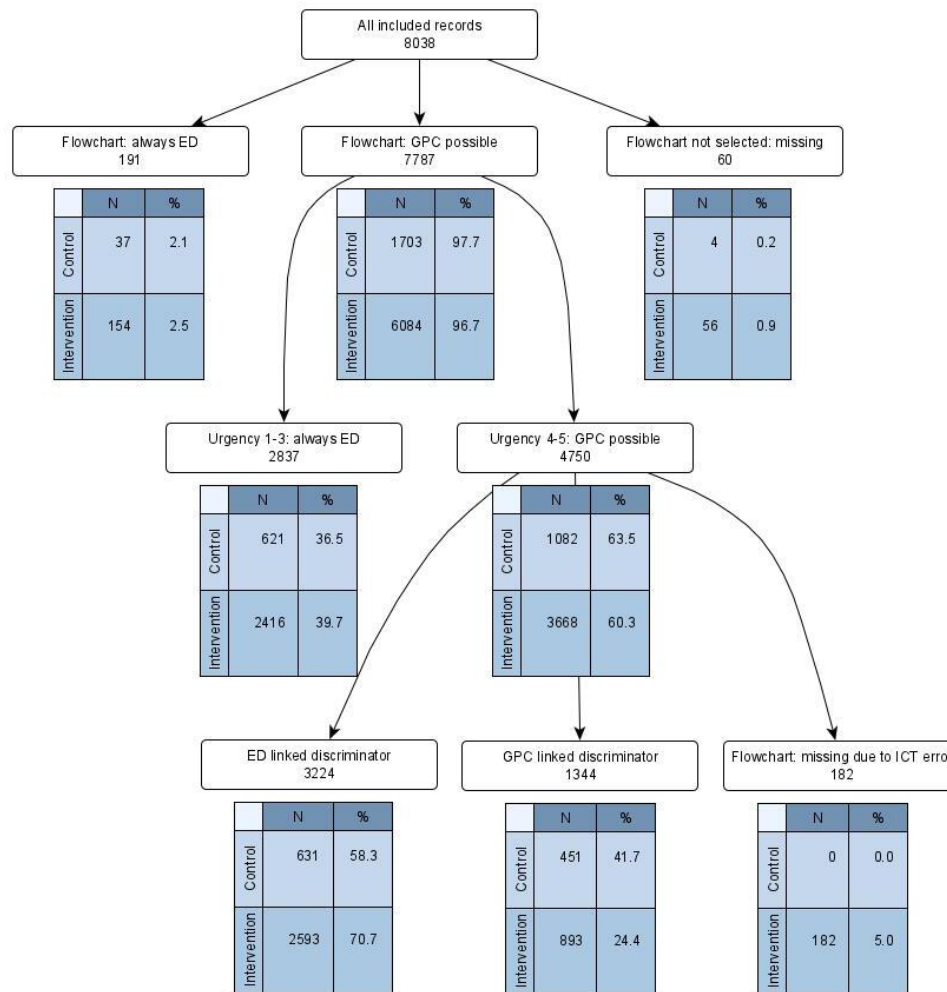 All included records
8038
Flowchart: always ED
191
Flowchart: GPC possible
7787
Flowchart not selected: missing
60
N %
Control 37 2.1
Intervention 154 2.5
N %
Control 1703 97.7
Intervention 6084 96.7
N %
Control 4 0.2
Intervention 56 0.9
Urgency 1-3: always ED
2837
Urgency 4-5: GPC possible
4750
N %
Control 621 36.5
Intervention 2416 39.7
N %
Control 1082 63.5
Intervention 3668 60.3
ED linked discriminator
3224
GPC linked discriminator
1344
Flowchart: missing due to ICT erro
182
N %
Control 631 58.3
Intervention 2593 70.7
N %
Control 451 41.7
Intervention 893 24.4
N %
Control 0 0.0
Intervention 182 5.0